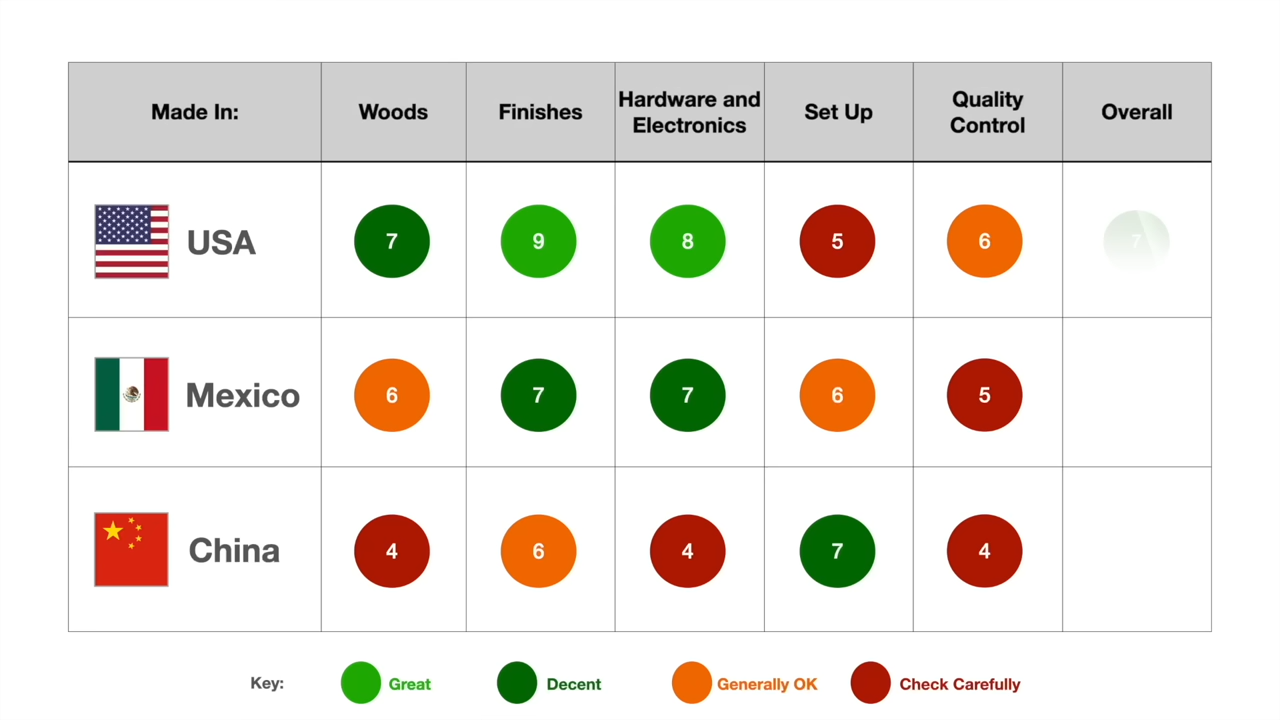 Made In: Woods Finishes Hardware and Electronics Set Up Quality Control Overall
USA 7 9 8 5 6 7
Mexico 6 7 7 6 5
China 4 6 4 7 4
Key: Great Decent Generally OK Check Carefully